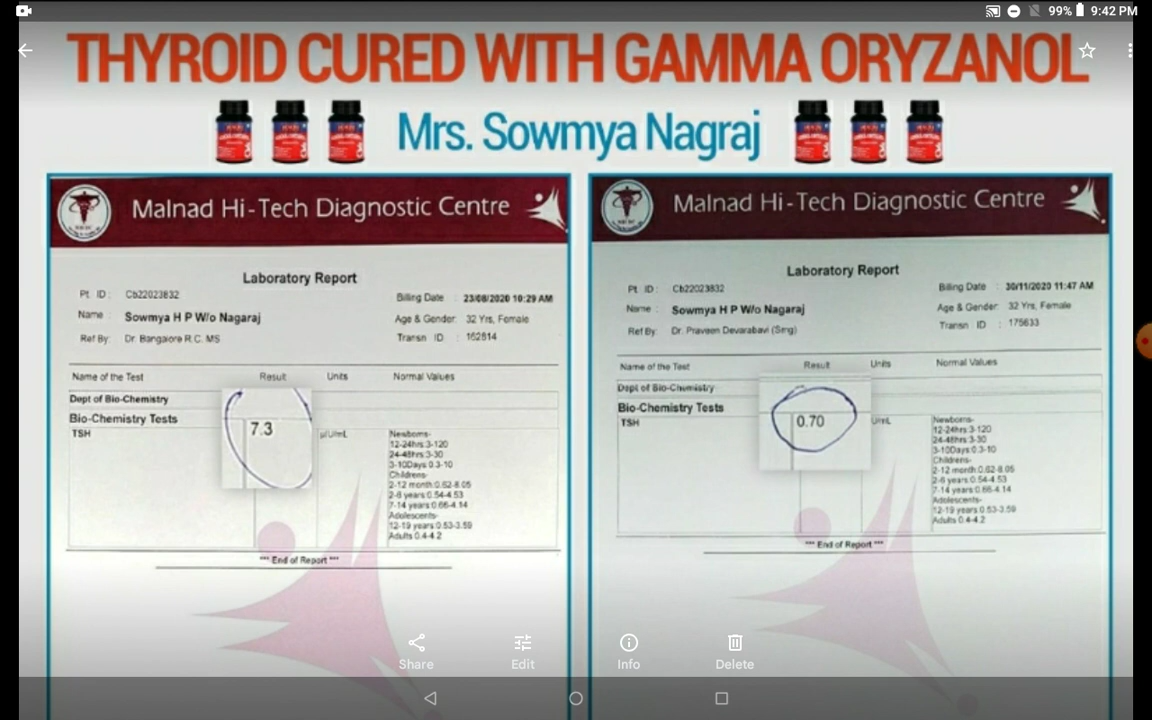 99% 9:42 PM
THYROID CURED WITH GAMMA ORYZANOL
Mrs. Sowmya Nagraj
Malnad Hi-Tech Diagnostic Centre
Laboratory Report
Pt ID: Cb22023832
Billing Date : 23/08/2020 10:29 AM
Name : Sowmya H P W/o Nagaraj
Age & Gender: 32 Yrs, Female
Ref By: Dr. Bangalore R.C. MS
Transn ID : 162814
Name of the Test Result Units Normal Values
Dept of Bio-Chemistry
Bio-Chemistry Tests
TSH 7.3 µIU/mL Newborns-
12-24hrs:3-120
24-48hrs:3-30
3-10Days:0.3-10
Childrens-
2-12 month:0.62-8.05
2-6 years:0.54-4.53
7-14 years:0.66-4.14
Adolescents-
12-19 years:0.53-3.59
Adults 0.4-4.2
*** End of Report ***
Malnad Hi-Tech Diagnostic Centre
Laboratory Report
Pt ID: Cb22023832
Billing Date : 30/11/2020 11:47 AM
Name : Sowmya H P W/o Nagaraj
Age & Gender: 32 Yrs, Female
Ref By: Dr. Praveen Devarabavi (Smg)
Transn ID : 175633
Name of the Test Result Units Normal Values
Dept of Bio-Chemistry
Bio-Chemistry Tests
TSH 0.70 Newborns-
12-24hrs:3-120
24-48hrs:3-30
3-10Days:0.3-10
Childrens-
2-12 month:0.62-8.05
2-6 years:0.54-4.53
7-14 years:0.66-4.14
Adolescents-
12-19 years:0.53-3.59
Adults 0.4-4.2
*** End of Report ***
Share Edit Info Delete